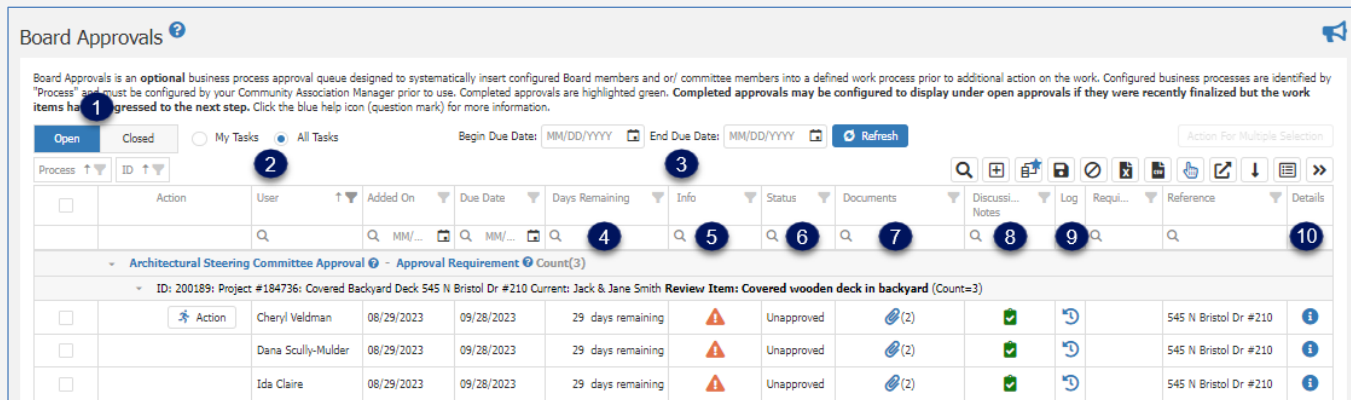 Board Approvals ?
Board Approvals is an optional business process approval queue designed to systematically insert configured Board members and or/ committee members into a defined work process prior to additional action on the work. Configured business processes are identified by
"Process" and must be configured by your Community Association Manager prior to use. Completed approvals are highlighted green. Completed approvals may be configured to display under open approvals if they were recently finalized but the work
items ha gressed to the next step. Click the blue help icon (question mark) for more information.
1
Open Closed My Tasks All Tasks Begin Due Date: MM/DD/YYYY End Due Date: MM/DD/YYYY Refresh Action For Multiple Selection
2 3
Process ↑ ID ↑
Action User ↑ Added On Due Date Days Remaining Info Status Documents Discussi... Notes Log Requi... Reference Details
MM/... MM/... 4 5 6 7 8 9 10
Architectural Steering Committee Approval ? - Approval Requirement ? Count(3)
ID: 200189: Project #184736: Covered Backyard Deck 545 N Bristol Dr #210 Current: Jack & Jane Smith Review Item: Covered wooden deck in backyard (Count=3)
Action Cheryl Veldman 08/29/2023 09/28/2023 29 days remaining Unapproved (2) 545 N Bristol Dr #210
Dana Scully-Mulder 08/29/2023 09/28/2023 29 days remaining Unapproved (2) 545 N Bristol Dr #210
Ida Claire 08/29/2023 09/28/2023 29 days remaining Unapproved (2) 545 N Bristol Dr #210